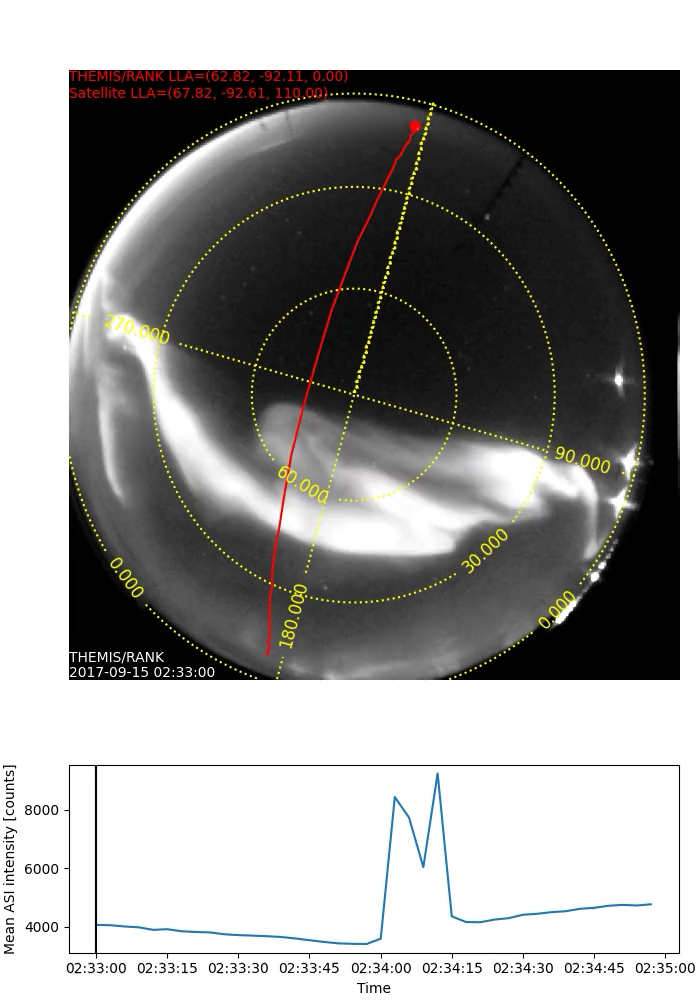 THEMIS/RANK LLA=(62.82, -92.11, 0.00)
Satellite LLA=(67.82, -92.61, 110.00)
270.000
90.000
60.000
30.000
0.000
0.000
180.000
THEMIS/RANK
2017-09-15 02:33:00
Mean ASI intensity [counts]
8000
6000
4000
02:33:00 02:33:15 02:33:30 02:33:45 02:34:00 02:34:15 02:34:30 02:34:45 02:35:00
Time